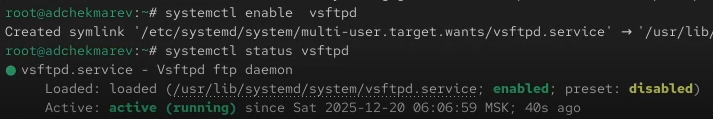 root@adchekmarev:~# systemctl enable  vsftpd
Created symlink '/etc/systemd/system/multi-user.target.wants/vsftpd.service' → '/usr/lib/
root@adchekmarev:~# systemctl status vsftpd
● vsftpd.service - Vsftpd ftp daemon
Loaded: loaded (/usr/lib/systemd/system/vsftpd.service; enabled; preset: disabled)
Active: active (running) since Sat 2025-12-20 06:06:59 MSK; 40s ago